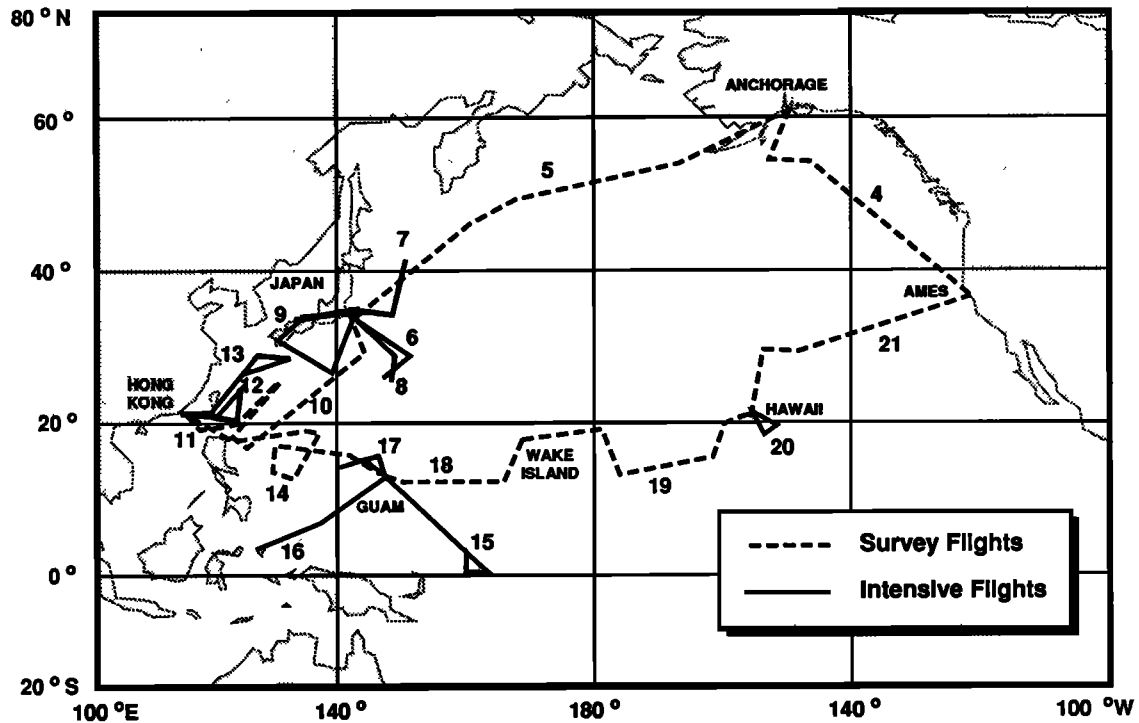 80 ° N
ANCHORAGE
60 °
5
4
7
40 °
JAPAN
AMES
9
6
21
13
8
12
HONG
KONG
10
HAWAII
20 °
11
17
20
18
WAKE
ISLAND
19
14
GUAM
15
16
Survey Flights
0 °
Intensive Flights
20 ° S
100 °E
140 °
180 °
140 °
100 °W